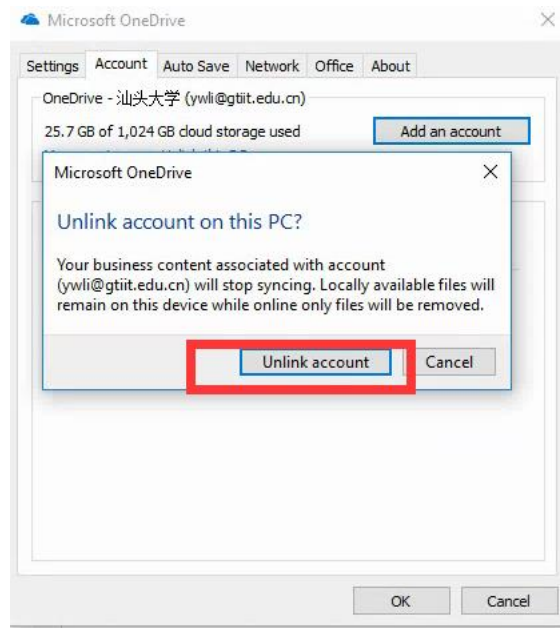 Microsoft OneDrive
Settings Account Auto Save Network Office About
OneDrive - 汕头大学 (ywli@gtiit.edu.cn)
25.7 GB of 1,024 GB cloud storage used Add an account
Microsoft OneDrive
Unlink account on this PC?
Your business content associated with account
(ywli@gtiit.edu.cn) will stop syncing. Locally available files will
remain on this device while online only files will be removed.
Unlink account Cancel
OK Cancel